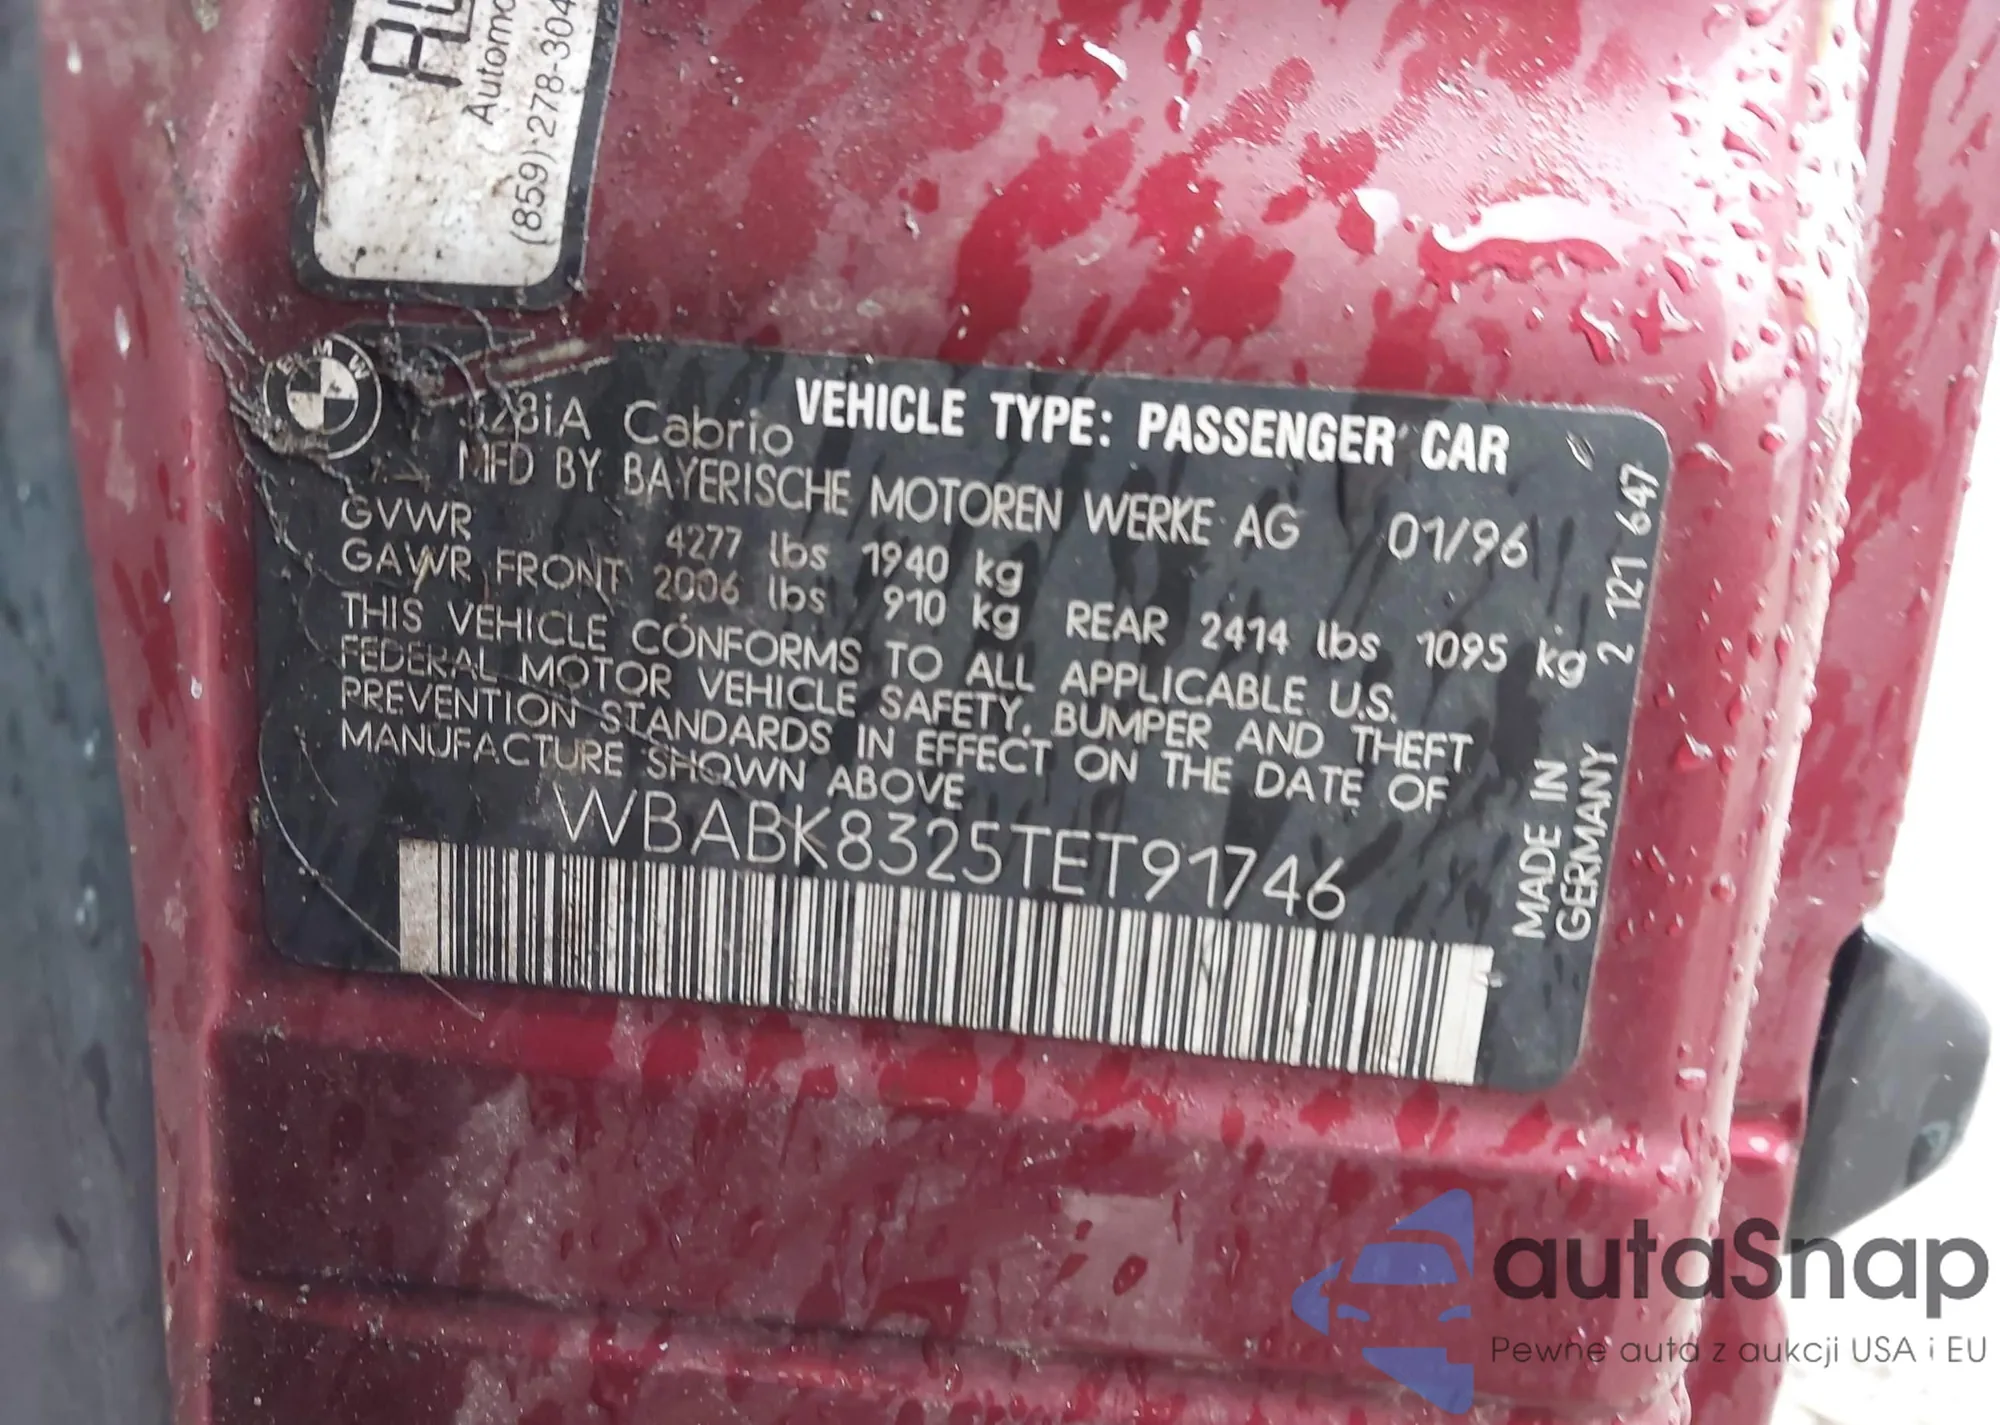 Automo
(859)-278-304
BMW
328iA Cabrio VEHICLE TYPE: PASSENGER CAR
MFD BY BAYERISCHE MOTOREN WERKE AG 01/96
GVWR 4277 lbs 1940 kg
GAWR FRONT 2006 lbs 910 kg REAR 2414 lbs 1095 kg
THIS VEHICLE CONFORMS TO ALL APPLICABLE U.S.
FEDERAL MOTOR VEHICLE SAFETY, BUMPER AND THEFT
PREVENTION STANDARDS IN EFFECT ON THE DATE OF
MANUFACTURE SHOWN ABOVE
WBABK8325TET91746
2 121 647
MADE IN
GERMANY
autaSnap
Pewne auta z aukcji USA i EU